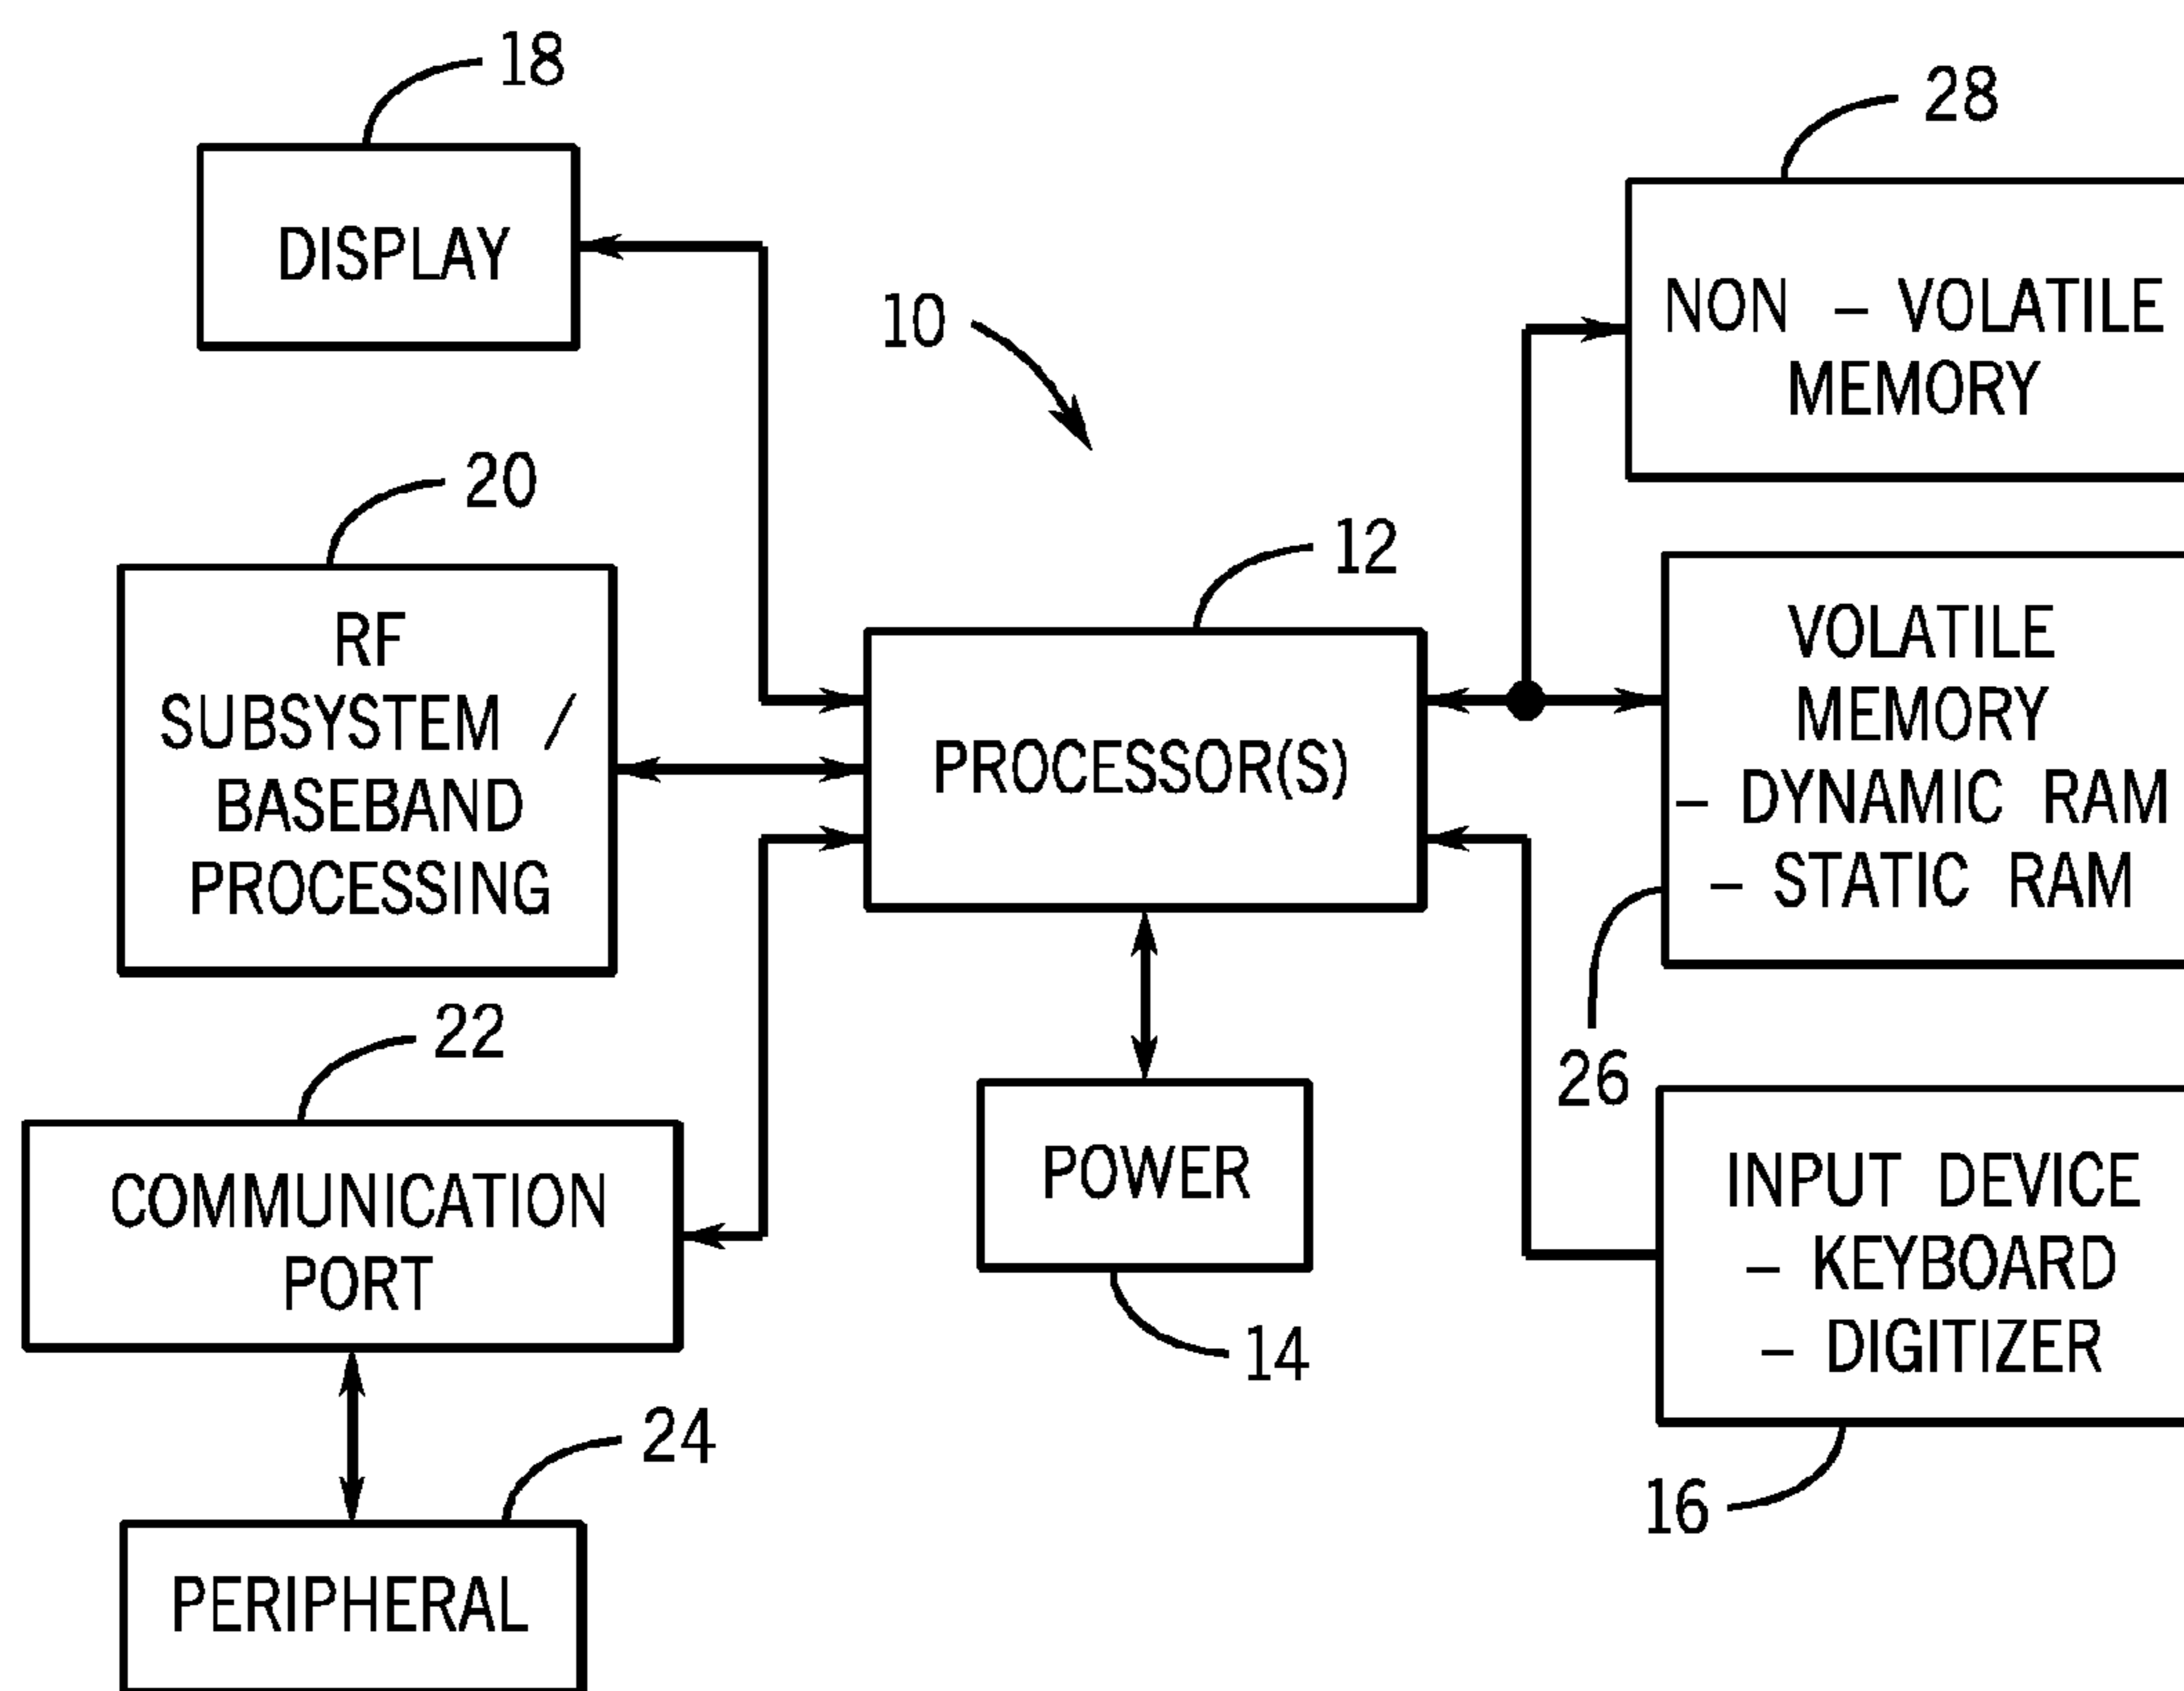 18
DISPLAY
10
28
NON - VOLATILE
MEMORY
20
RF
SUBSYSTEM /
BASEBAND
PROCESSING
12
PROCESSOR(S)
VOLATILE
MEMORY
- DYNAMIC RAM
- STATIC RAM
26
22
COMMUNICATION
PORT
POWER
14
INPUT DEVICE
- KEYBOARD
- DIGITIZER
16
24
PERIPHERAL